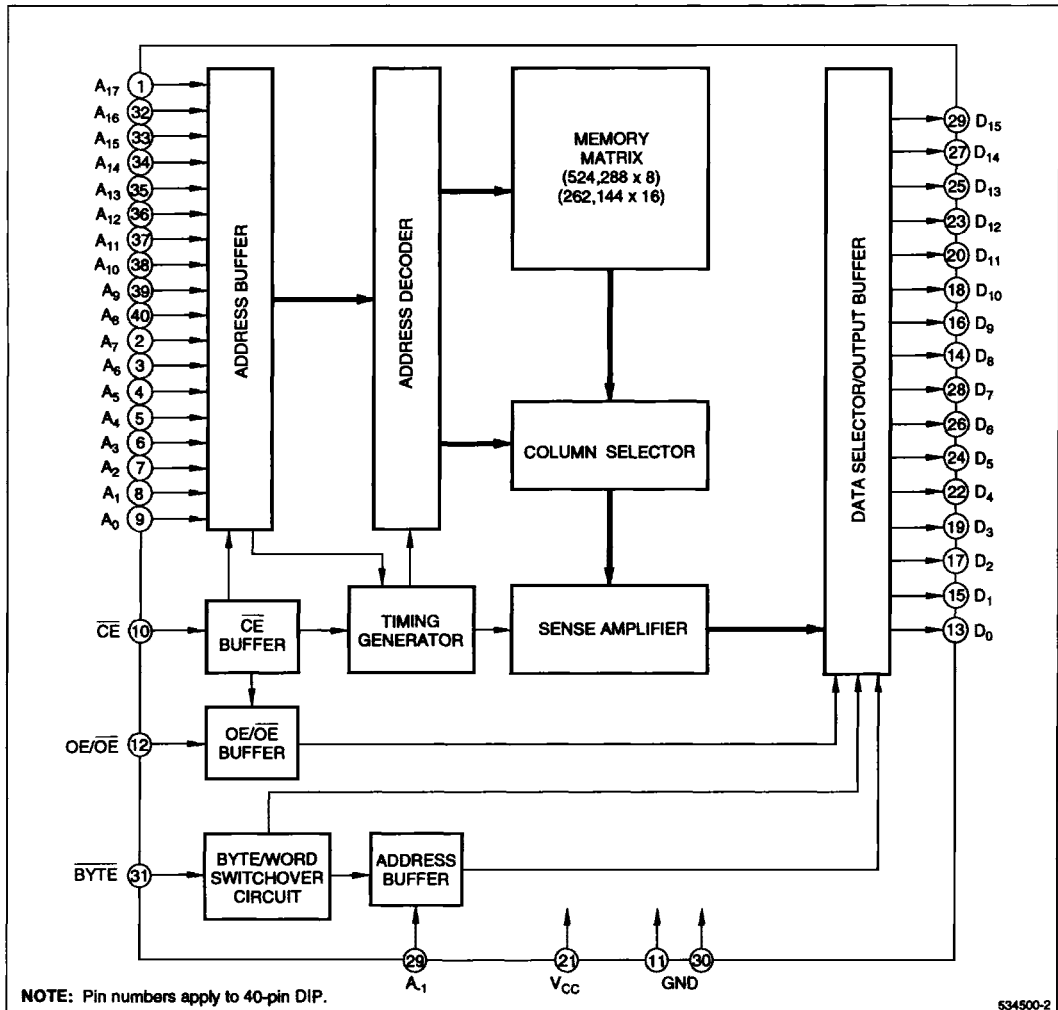 A17 1
A16 32
A15 33
A14 34
A13 35
A12 36
A11 37
A10 38
A9 39
A8 40
A7 2
A6 3
A5 4
A4 5
A3 6
A2 7
A1 8
A0 9
C̅E̅ 10
OE/O̅E̅ 12
B̅Y̅T̅E̅ 31
ADDRESS BUFFER
ADDRESS DECODER
MEMORY
MATRIX
(524,288 x 8)
(262,144 x 16)
COLUMN SELECTOR
SENSE AMPLIFIER
C̅E̅
BUFFER
TIMING
GENERATOR
OE/O̅E̅
BUFFER
BYTE/WORD
SWITCHOVER
CIRCUIT
ADDRESS
BUFFER
DATA SELECTOR/OUTPUT BUFFER
29 D15
27 D14
25 D13
23 D12
20 D11
18 D10
16 D9
14 D8
28 D7
26 D6
24 D5
22 D4
19 D3
17 D2
15 D1
13 D0
29 21 11 30
A-1 VCC GND
NOTE: Pin numbers apply to 40-pin DIP.
534500-2